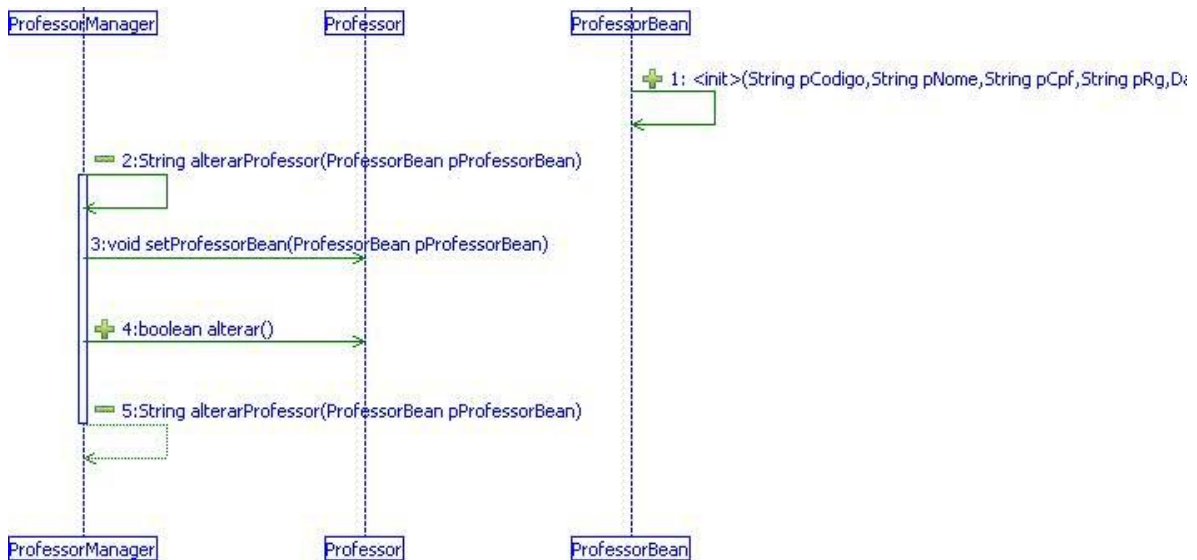 ProfessorManager
Professor
ProfessorBean
1: <init>(String pCodigo,String pNome,String pCpf,String pRg,Da
2:String alterarProfessor(ProfessorBean pProfessorBean)
3:void setProfessorBean(ProfessorBean pProfessorBean)
4:boolean alterar()
5:String alterarProfessor(ProfessorBean pProfessorBean)
ProfessorManager
Professor
ProfessorBean